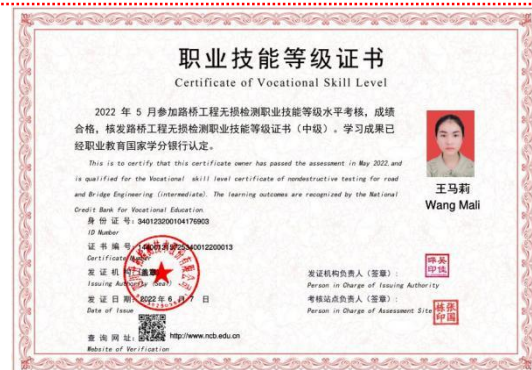 职业技能等级证书
Certificate of Vocational Skill Level
2022 年 5 月参加路桥工程无损检测职业技能等级水平考核，成绩
合格，核发路桥工程无损检测职业技能等级证书（中级）。学习成果已
经职业教育国家学分银行认定。
This is to certify that this certificate owner has passed the assessment in May 2022,and
is qualified for the Vocational skill level certificate of nondestructive testing for road
and Bridge Engineering (intermediate). The learning outcomes are recognized by the National
Credit Bank for Vocational Education.
王马莉
Wang Mali
身 份 证 号：340123200104176903
ID Number
证 书 编 号：
Certificate Number
发 证 机 构（盖章）
Issuing Authority (Seal)
发 证 日 期：2022 年 6 月 7 日
Date of Issue
查 询 网 址： http://www.ncb.edu.cn
Website of Verification
发证机构负责人（签章）：
Person in Charge of Issuing Authority
考核站点负责人（签章）：
Person in Charge of Assessment Site